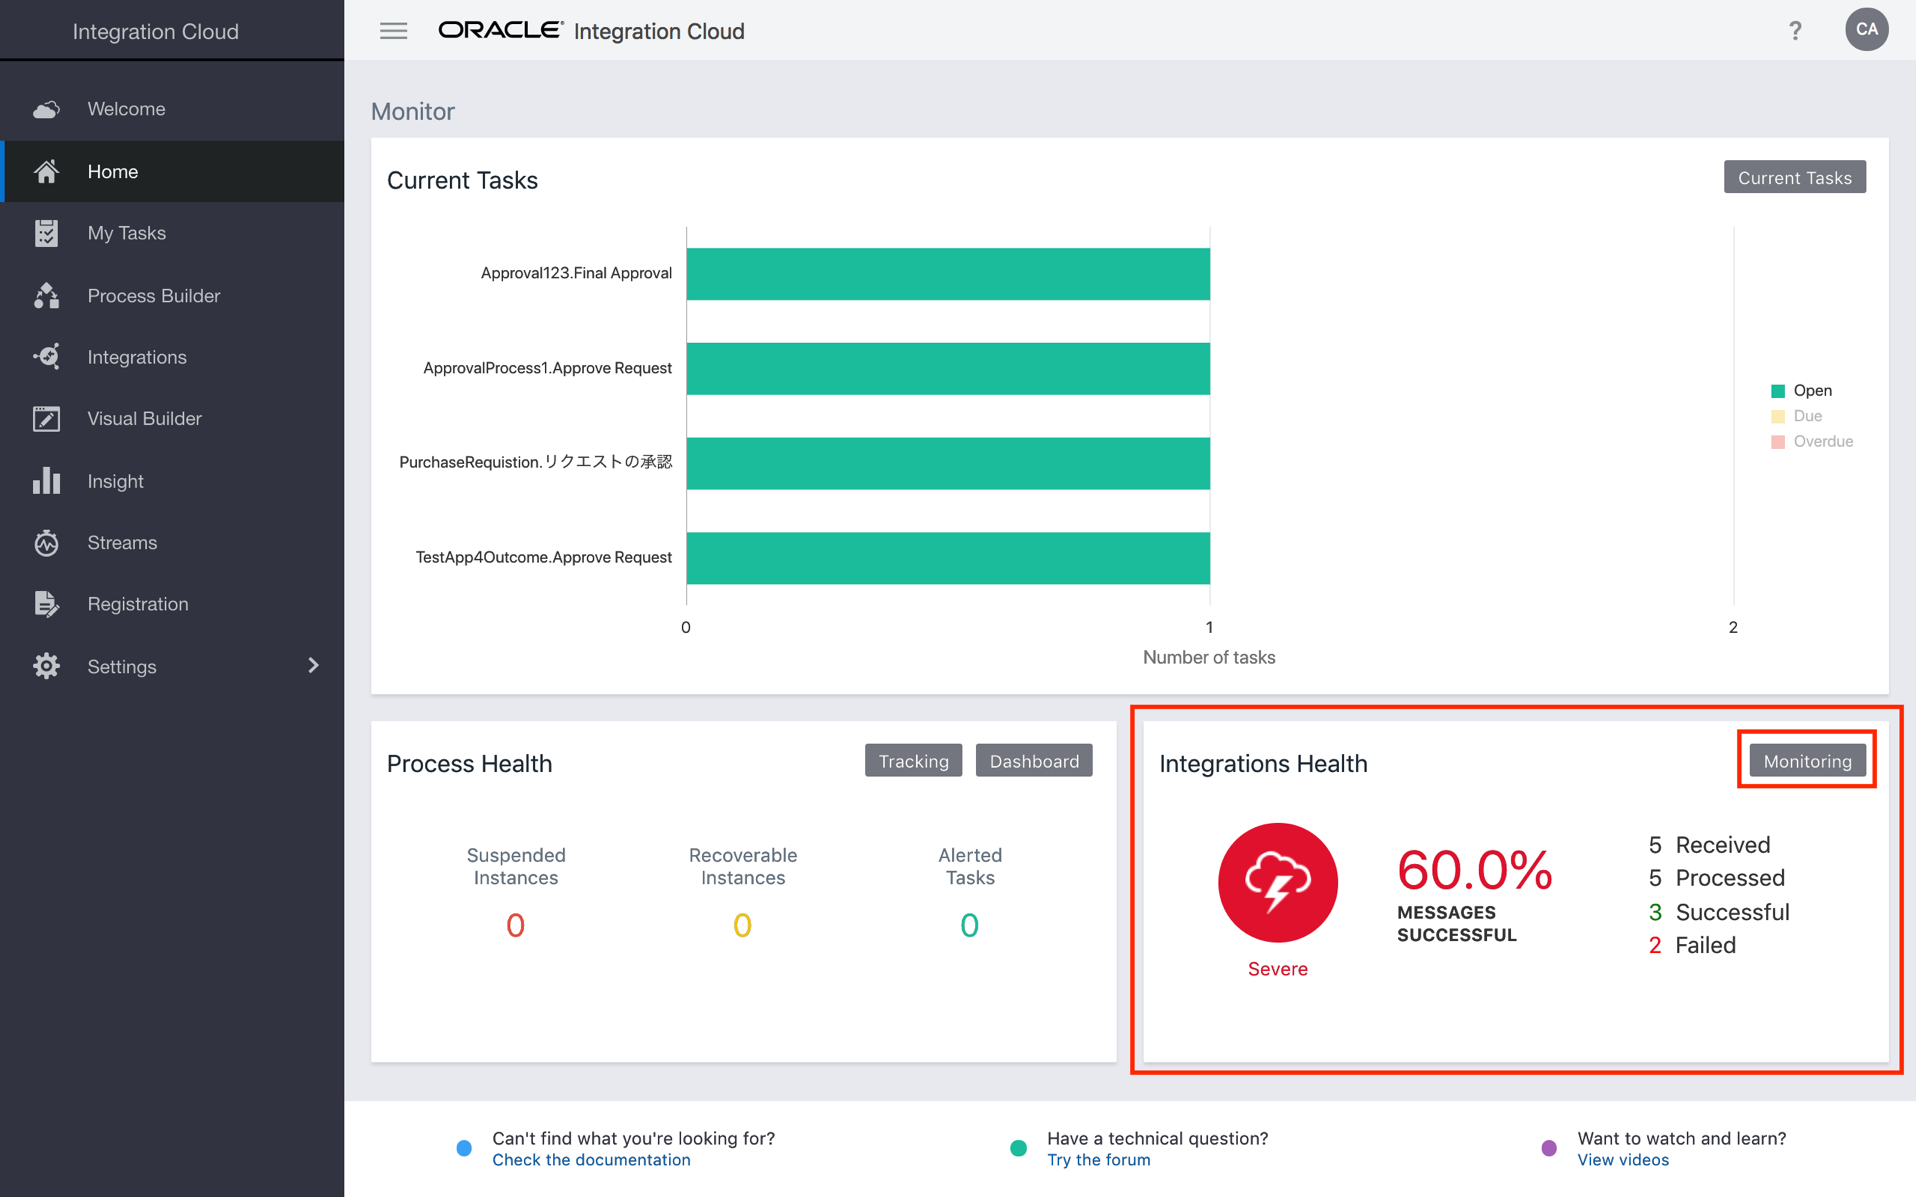 Integration Cloud
ORACLE® Integration Cloud
?
CA
Welcome
Home
My Tasks
Process Builder
Integrations
Visual Builder
Insight
Streams
Registration
Settings
Monitor
Current Tasks
Current Tasks
Approval123.Final Approval
ApprovalProcess1.Approve Request
PurchaseRequistion.リクエストの承認
TestApp4Outcome.Approve Request
0
1
2
Number of tasks
Open
Due
Overdue
Process Health
Tracking
Dashboard
Suspended
Instances
0
Recoverable
Instances
0
Alerted
Tasks
0
Integrations Health
Monitoring
Severe
60.0%
MESSAGES
SUCCESSFUL
5 Received
5 Processed
3 Successful
2 Failed
Can't find what you're looking for?
Check the documentation
Have a technical question?
Try the forum
Want to watch and learn?
View videos